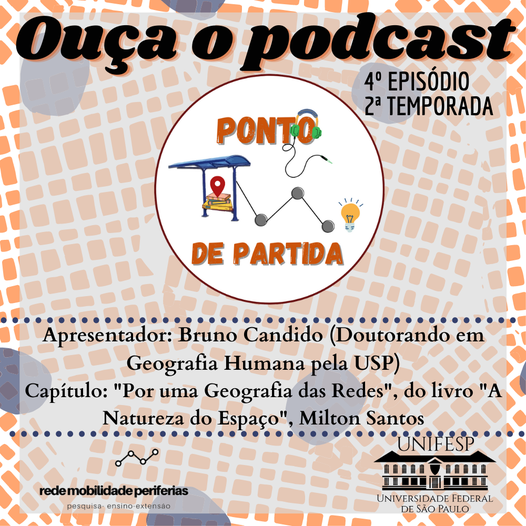 Ouça o podcast
4º EPISÓDIO
2ª TEMPORADA
PONTO
DE PARTIDA
Apresentador: Bruno Candido (Doutorando em
Geografia Humana pela USP)
Capítulo: "Por uma Geografia das Redes", do livro "A
Natureza do Espaço", Milton Santos
rede mobilidade periferias
pesquisa- ensino-extensão
UNIFESP
UNIVERSIDADE FEDERAL
DE SÃO PAULO